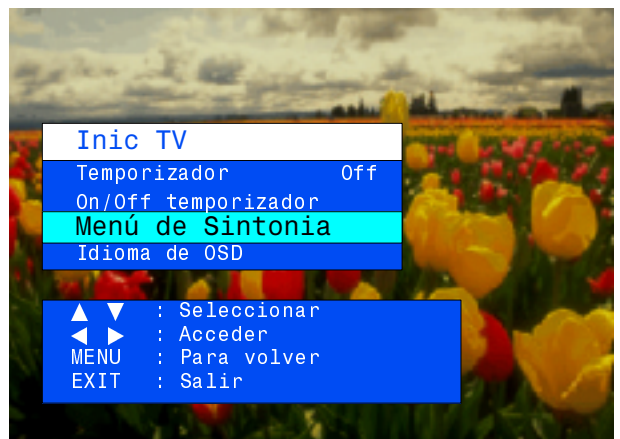 Inic TV
Temporizador Off
On/Off temporizador
Menú de Sintonia
Idioma de OSD
▲ ▼ : Seleccionar
◀ ▶ : Acceder
MENU : Para volver
EXIT : Salir